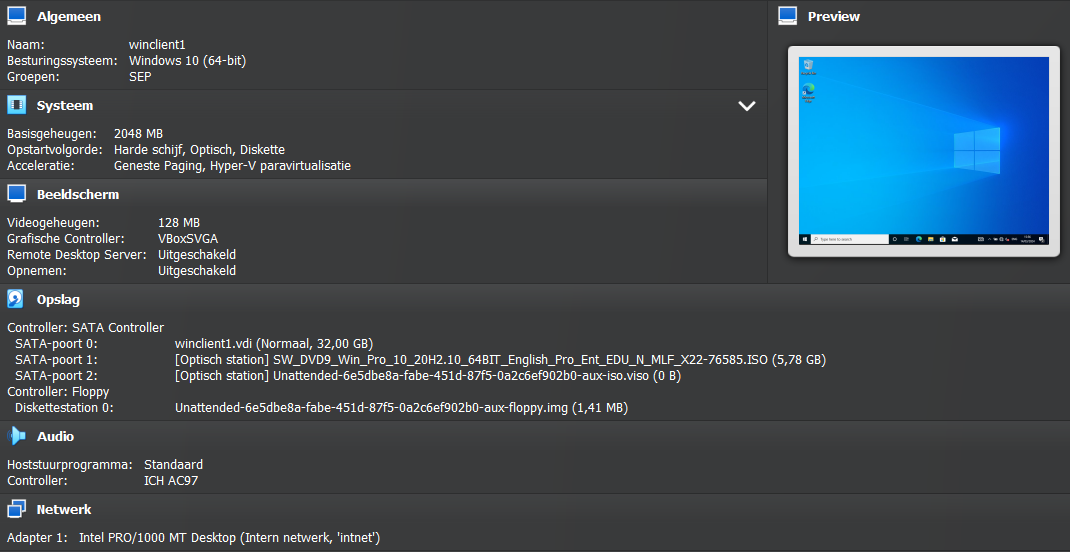 Algemeen
Naam: winclient1
Besturingssysteem: Windows 10 (64-bit)
Groepen: SEP
Preview
Systeem
Basisgeheugen: 2048 MB
Opstartvolgorde: Harde schijf, Optisch, Diskette
Acceleratie: Geneste Paging, Hyper-V paravirtualisatie
Beeldscherm
Videogeheugen: 128 MB
Grafische Controller: VBoxSVGA
Remote Desktop Server: Uitgeschakeld
Opnemen: Uitgeschakeld
Type here to search
Opslag
Controller: SATA Controller
SATA-poort 0: winclient1.vdi (Normaal, 32,00 GB)
SATA-poort 1: [Optisch station] SW_DVD9_Win_Pro_10_20H2.10_64BIT_English_Pro_Ent_EDU_N_MLF_X22-76585.ISO (5,78 GB)
SATA-poort 2: [Optisch station] Unattended-6e5dbe8a-fabe-451d-87f5-0a2c6ef902b0-aux-iso.viso (0 B)
Controller: Floppy
Diskettestation 0: Unattended-6e5dbe8a-fabe-451d-87f5-0a2c6ef902b0-aux-floppy.img (1,41 MB)
Audio
Hoststuurprogramma: Standaard
Controller: ICH AC97
Netwerk
Adapter 1: Intel PRO/1000 MT Desktop (Intern netwerk, 'intnet')